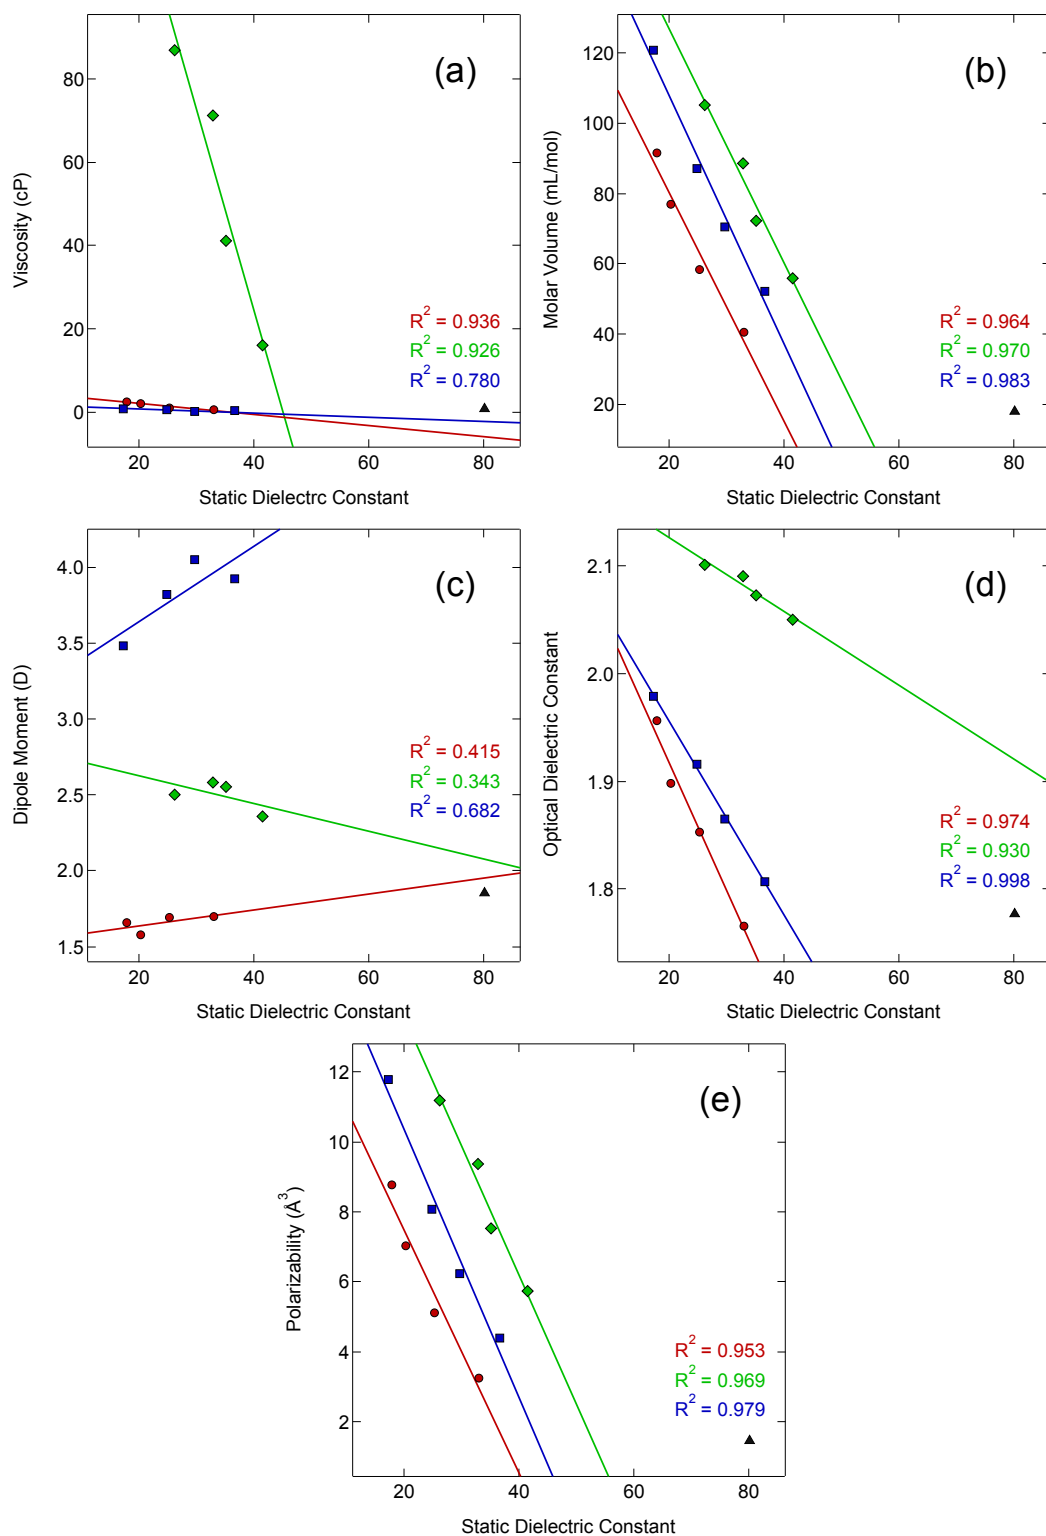 (a)
80
60
40
20
0
Viscosity (cP)
R2 = 0.936
R2 = 0.926
R2 = 0.780
20 40 60 80
Static Dielectrc Constant
(b)
120
100
80
60
40
20
Molar Volume (mL/mol)
R2 = 0.964
R2 = 0.970
R2 = 0.983
20 40 60 80
Static Dielectric Constant
(c)
4.0
3.5
3.0
2.5
2.0
1.5
Dipole Moment (D)
R2 = 0.415
R2 = 0.343
R2 = 0.682
20 40 60 80
Static Dielectric Constant
(d)
2.1
2.0
1.9
1.8
Optical Dielectric Constant
R2 = 0.974
R2 = 0.930
R2 = 0.998
20 40 60 80
Static Dielectric Constant
(e)
12
10
8
6
4
2
Polarizability (Å3)
R2 = 0.953
R2 = 0.969
R2 = 0.979
20 40 60 80
Static Dielectric Constant